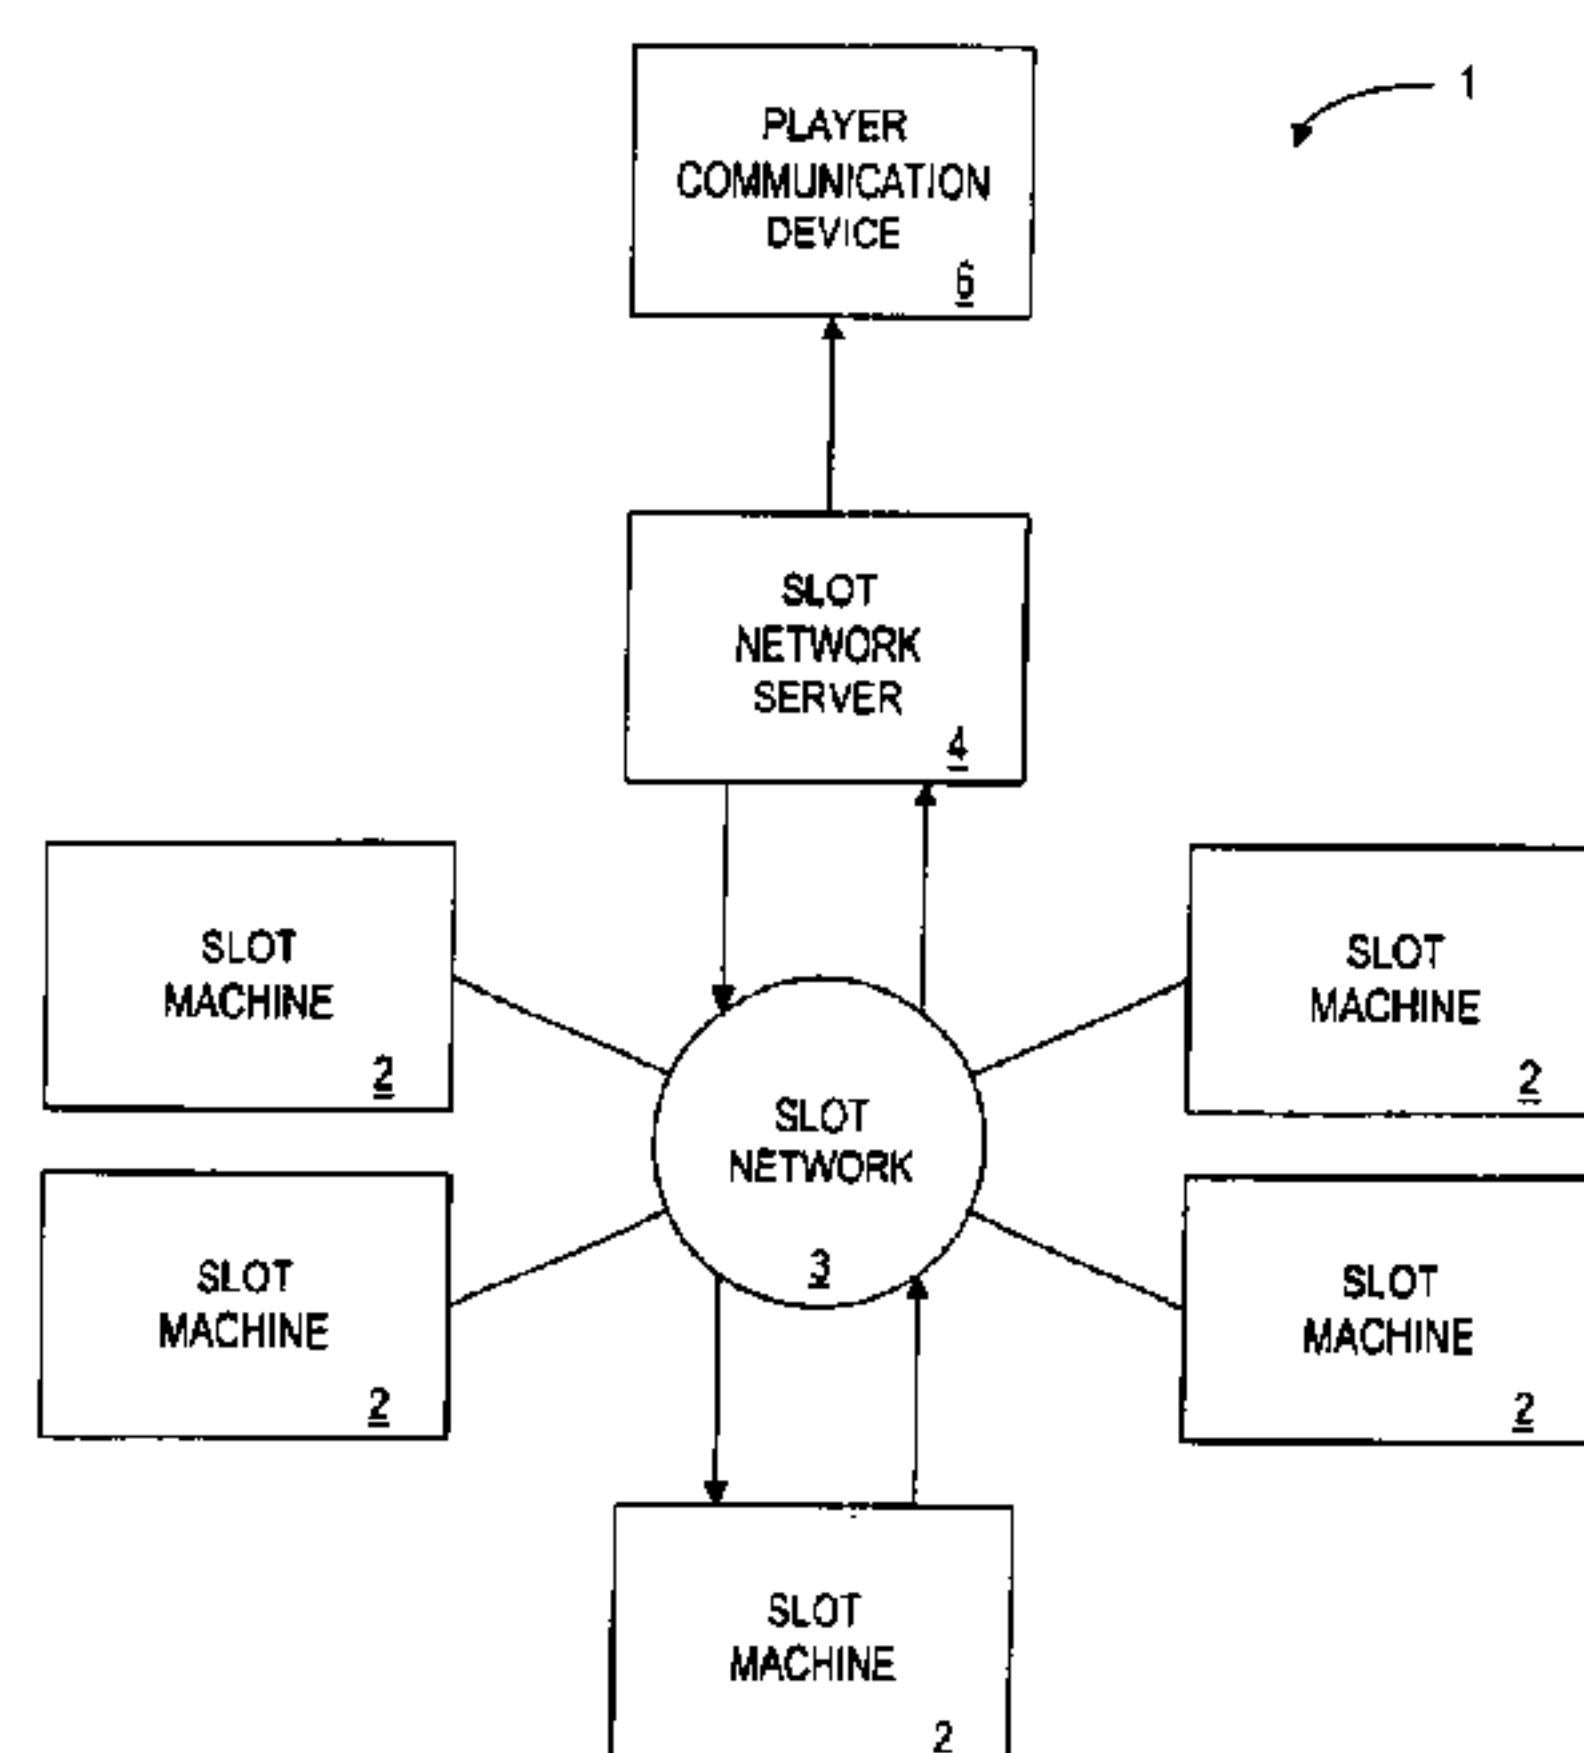 1
PLAYER
COMMUNICATION
DEVICE
6
SLOT
NETWORK
SERVER
4
SLOT
MACHINE
2
SLOT
MACHINE
2
SLOT
NETWORK
3
SLOT
MACHINE
2
SLOT
MACHINE
2
SLOT
MACHINE
2